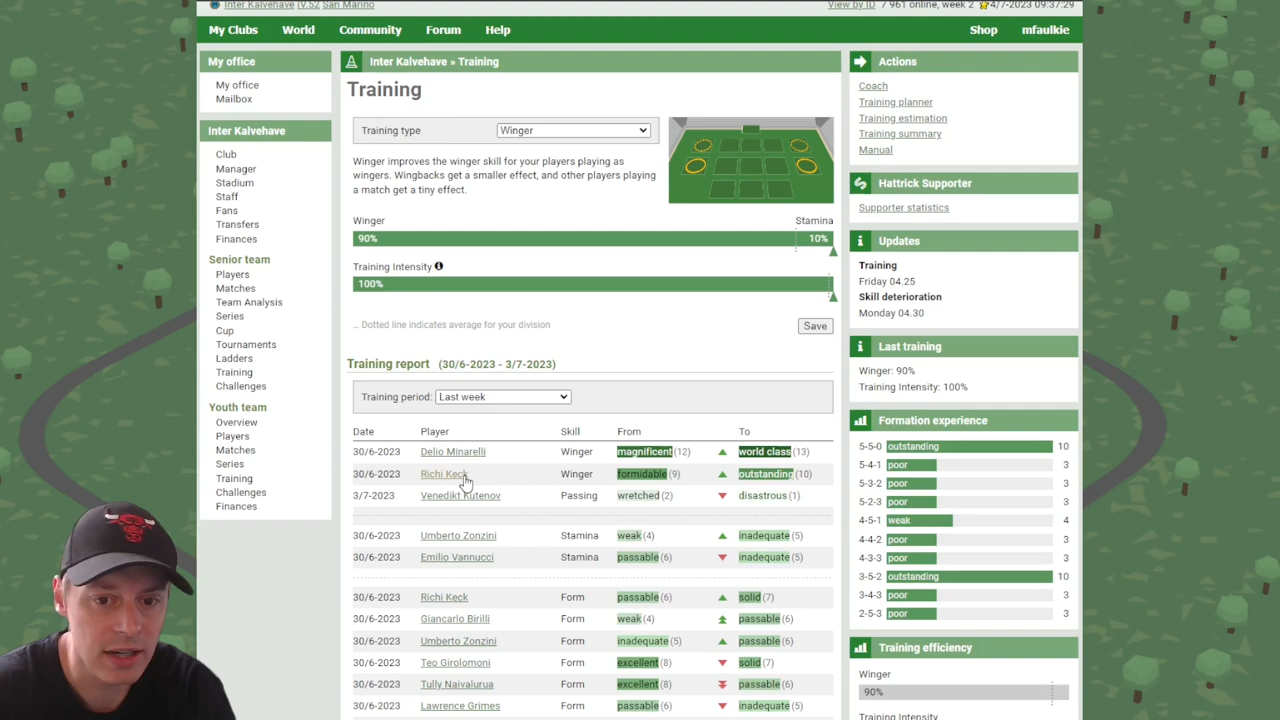 Inter Kalvehave IV.52 San Marino
View by ID 7 961 online, week 2 4/7-2023 09:37:29
My Clubs World Community Forum Help Shop mfaulkie
My office
My office
Mailbox
Inter Kalvehave
Club
Manager
Stadium
Staff
Fans
Transfers
Finances
Senior team
Players
Matches
Team Analysis
Series
Cup
Tournaments
Ladders
Training
Challenges
Youth team
Overview
Players
Matches
Series
Training
Challenges
Finances
Inter Kalvehave » Training
Training
Training type Winger
Winger improves the winger skill for your players playing as
wingers. Wingbacks get a smaller effect, and other players playing
a match get a tiny effect.
Winger Stamina
90% 10%
Training Intensity
100%
... Dotted line indicates average for your division
Save
Training report (30/6-2023 - 3/7-2023)
Training period: Last week
Date Player Skill From To
30/6-2023 Delio Minarelli Winger magnificent (12) world class (13)
30/6-2023 Richi Keck Winger formidable (9) outstanding (10)
3/7-2023 Venedikt Kutenov Passing wretched (2) disastrous (1)
30/6-2023 Umberto Zonzini Stamina weak (4) inadequate (5)
30/6-2023 Emilio Vannucci Stamina passable (6) inadequate (5)
30/6-2023 Richi Keck Form passable (6) solid (7)
30/6-2023 Giancarlo Birilli Form weak (4) passable (6)
30/6-2023 Umberto Zonzini Form inadequate (5) passable (6)
30/6-2023 Teo Girolomoni Form excellent (8) solid (7)
30/6-2023 Tully Naivalurua Form excellent (8) passable (6)
30/6-2023 Lawrence Grimes Form passable (6) inadequate (5)
Actions
Coach
Training planner
Training estimation
Training summary
Manual
Hattrick Supporter
Supporter statistics
Updates
Training
Friday 04.25
Skill deterioration
Monday 04.30
Last training
Winger: 90%
Training Intensity: 100%
Formation experience
5-5-0 outstanding 10
5-4-1 poor 3
5-3-2 poor 3
5-2-3 poor 3
4-5-1 weak 4
4-4-2 poor 3
4-3-3 poor 3
3-5-2 outstanding 10
3-4-3 poor 3
2-5-3 poor 3
Training efficiency
Winger
90%
Training Intensity